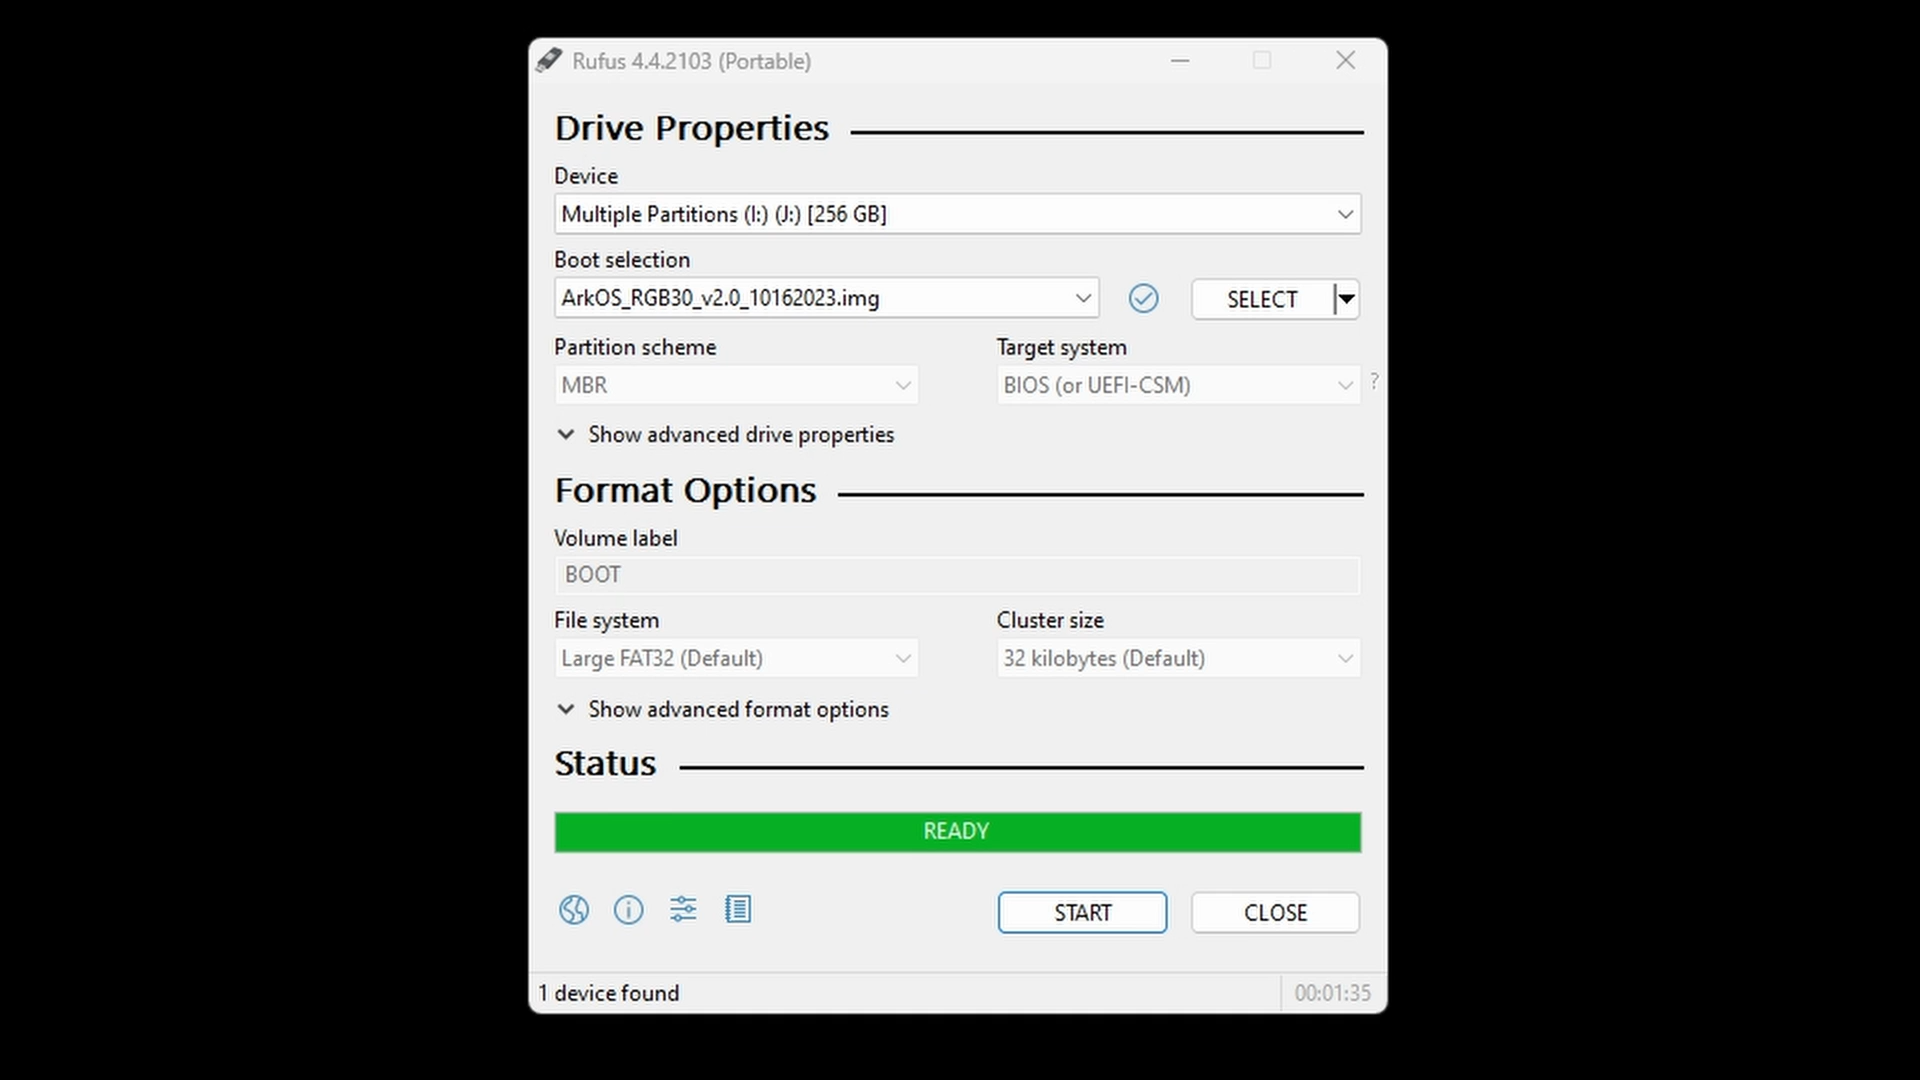 Rufus 4.4.2103 (Portable)
Drive Properties
Device
Multiple Partitions (I:) (J:) [256 GB]
Boot selection
ArkOS_RGB30_v2.0_10162023.img
SELECT
Partition scheme
Target system
MBR
BIOS (or UEFI-CSM)
?
Show advanced drive properties
Format Options
Volume label
BOOT
File system
Cluster size
Large FAT32 (Default)
32 kilobytes (Default)
Show advanced format options
Status
READY
START
CLOSE
1 device found
00:01:35